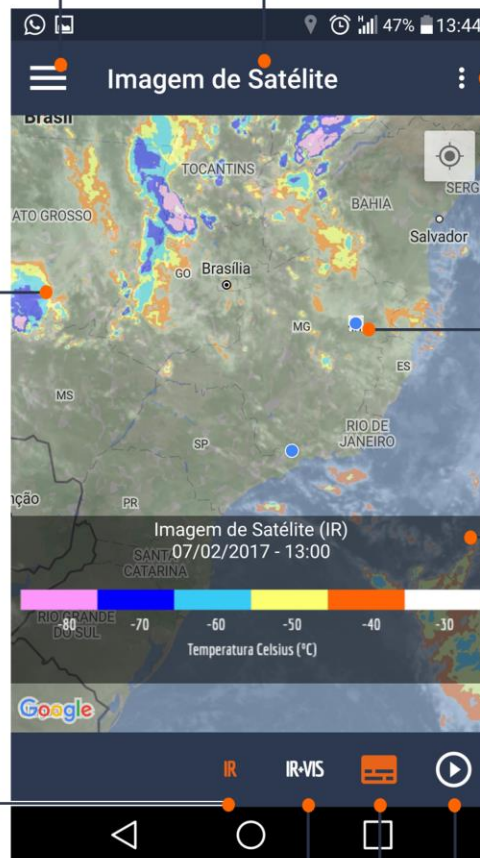 47% 13:44
Imagem de Satélite
Brasil
TOCANTINS
ATO GROSSO
BAHIA
SERG
Salvador
Brasília
GO
MG
ES
MS
RIO DE
JANEIRO
SP
nção
PR
Imagem de Satélite (IR)
07/02/2017 - 13:00
SANTA
CATARINA
RIO GRANDE
DO SUL
-80 -70 -60 -50 -40 -30
Temperatura Celsius (ºC)
Google
IR IR+VIS